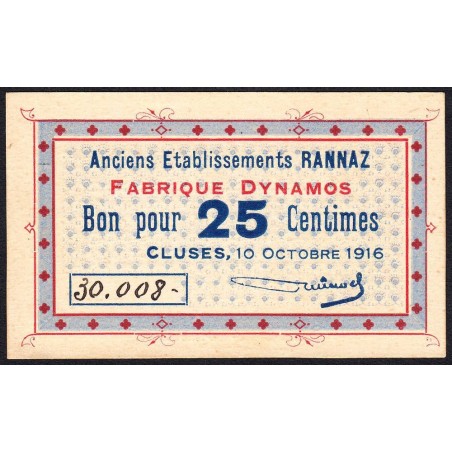 Anciens Etablissements RANNAZ
FABRIQUE DYNAMOS
Bon pour 25 Centimes
CLUSES, 10 OCTOBRE 1916
30.008-